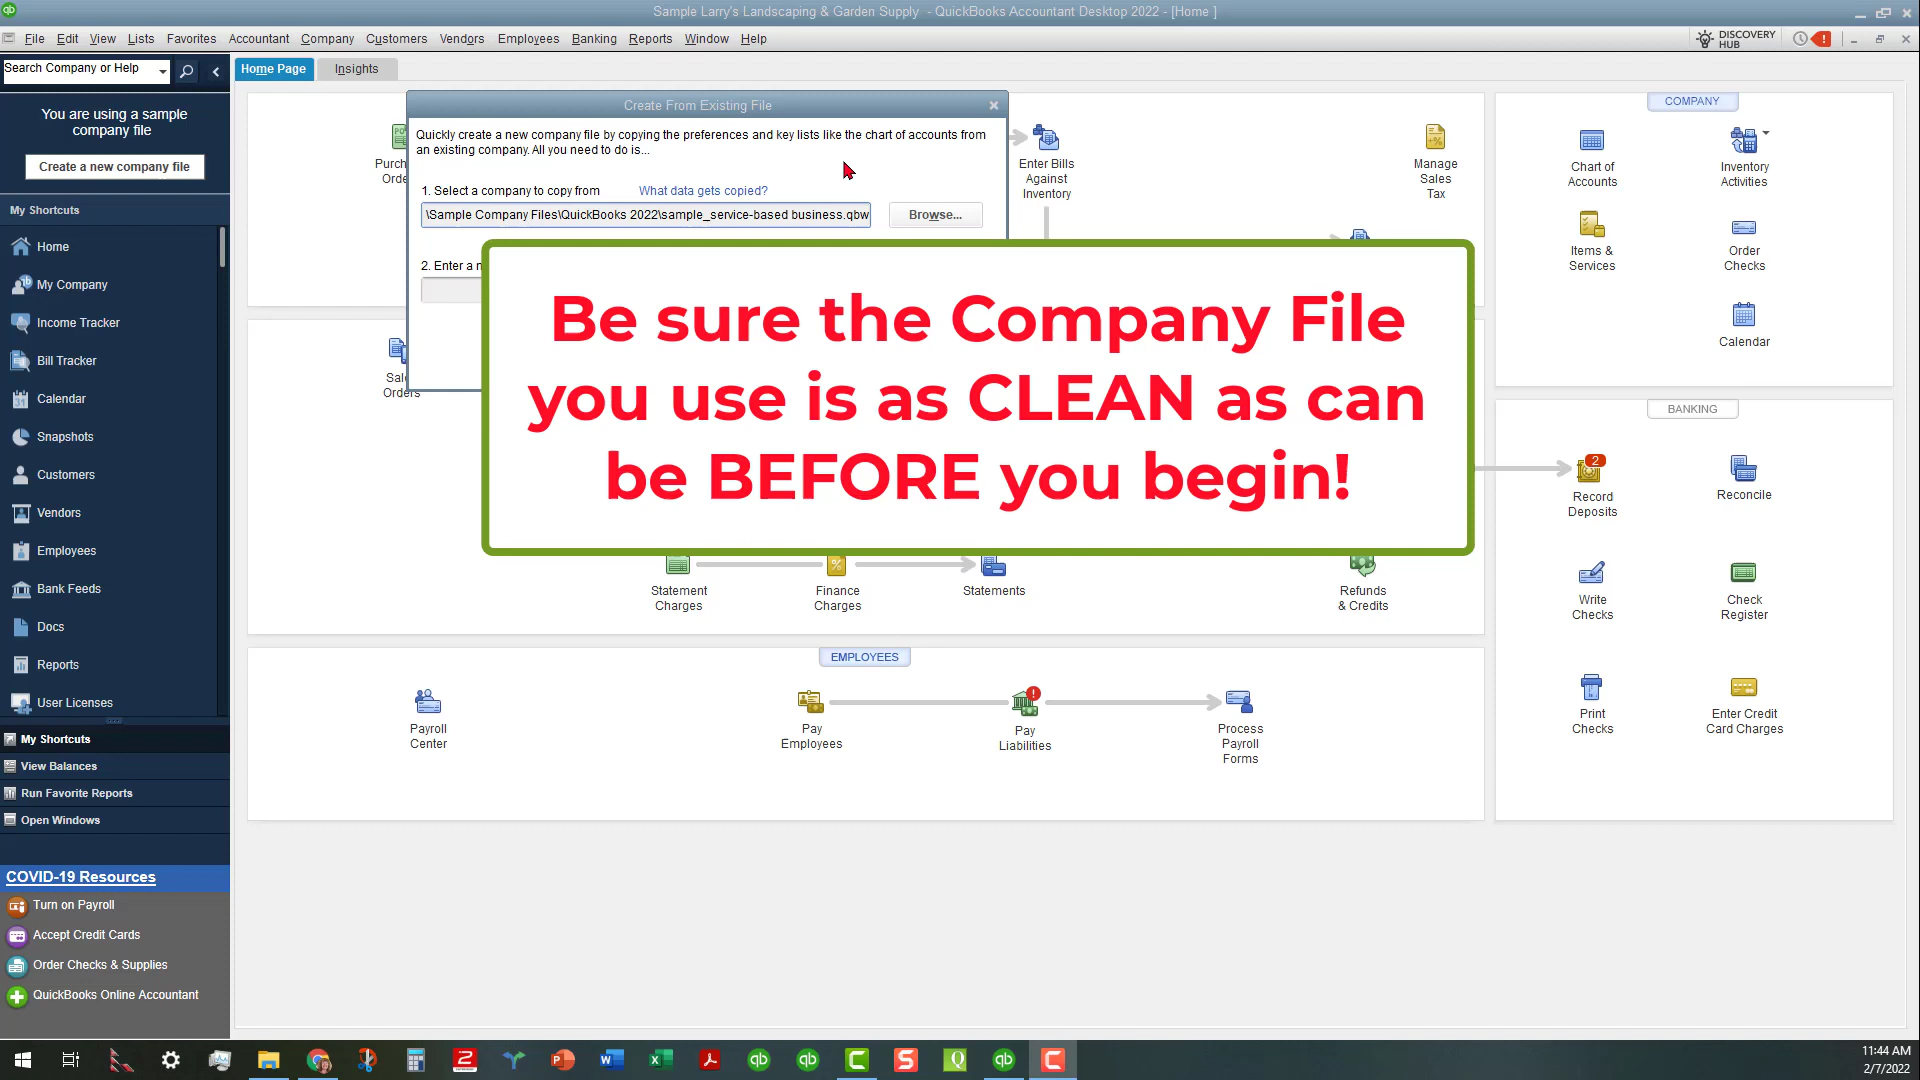 Sample Larry's Landscaping & Garden Supply - QuickBooks Accountant Desktop 2022 - [Home ]
File Edit View Lists Favorites Accountant Company Customers Vendors Employees Banking Reports Window Help
DISCOVERY
HUB
Search Company or Help
Home Page
Insights
You are using a sample
company file
Create a new company file
My Shortcuts
Home
My Company
Income Tracker
Bill Tracker
Calendar
Snapshots
Customers
Vendors
Employees
Bank Feeds
Docs
Reports
User Licenses
My Shortcuts
View Balances
Run Favorite Reports
Open Windows
COVID-19 Resources
Turn on Payroll
Accept Credit Cards
Order Checks & Supplies
QuickBooks Online Accountant
Create From Existing File
Quickly create a new company file by copying the preferences and key lists like the chart of accounts from
an existing company. All you need to do is...
1. Select a company to copy from
What data gets copied?
\Sample Company Files\QuickBooks 2022\sample_service-based business.qbw
Browse...
2. Enter a
Be sure the Company File
you use is as CLEAN as can
be BEFORE you begin!
Enter Bills
Against
Inventory
Manage
Sales
Tax
Orders
Statement
Charges
Finance
Charges
Statements
Refunds
& Credits
EMPLOYEES
Payroll
Center
Pay
Employees
Pay
Liabilities
Process
Payroll
Forms
COMPANY
Chart of
Accounts
Inventory
Activities
Items &
Services
Order
Checks
Calendar
BANKING
2
Record
Deposits
Reconcile
Write
Checks
Check
Register
Print
Checks
Enter Credit
Card Charges
11:44 AM
2/7/2022